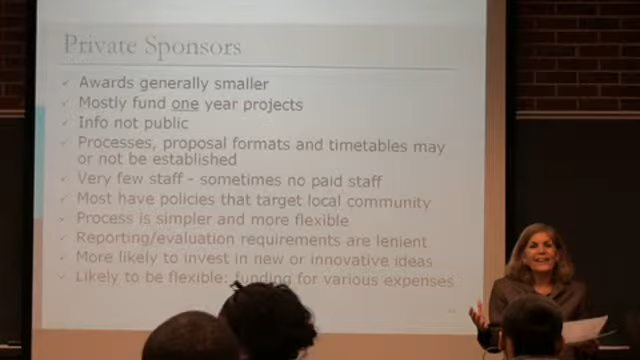 Private Sponsors
✓ Awards generally smaller
✓ Mostly fund one year projects
✓ Info not public
✓ Processes, proposal formats and timetables may
or not be established
✓ Very few staff - sometimes no paid staff
✓ Most have policies that target local community
✓ Process is simpler and more flexible
✓ Reporting/evaluation requirements are lenient
✓ More likely to invest in new or innovative ideas
✓ Likely to be flexible: funding for various expenses